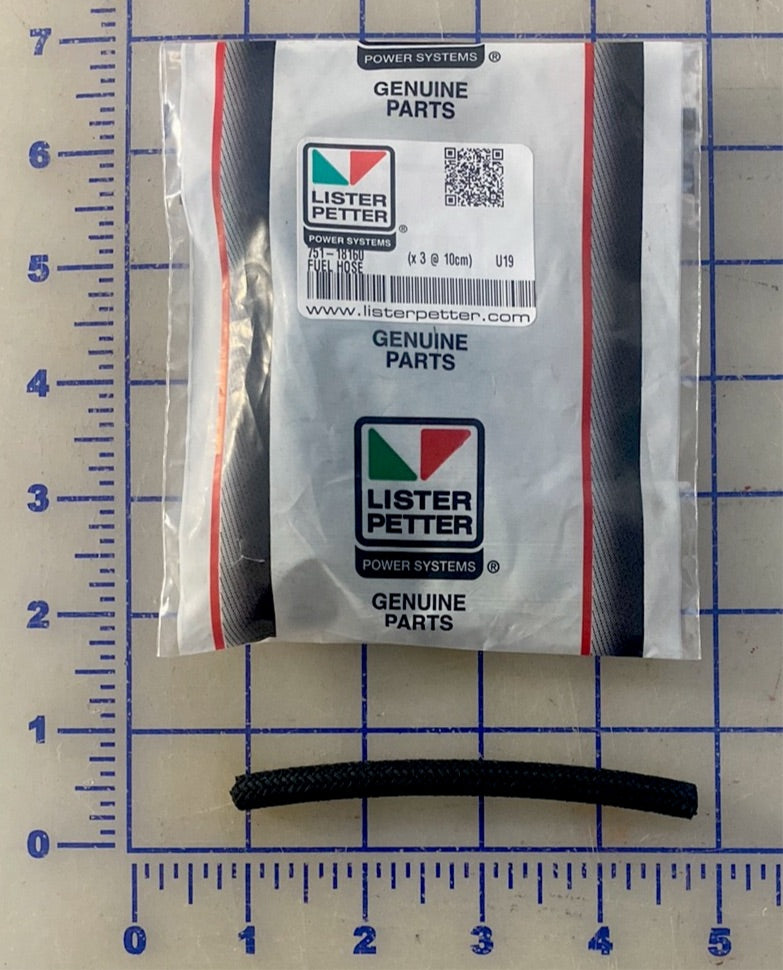 7
6
5
4
3
2
1
0
POWER SYSTEMS ®
GENUINE
PARTS
LISTER
PETTER
®
POWER SYSTEMS
751-18160 (x 3 @ 10cm) U19
FUEL HOSE
www.listerpetter.com
GENUINE
PARTS
LISTER
PETTER
POWER SYSTEMS ®
GENUINE
PARTS
0 1 2 3 4 5